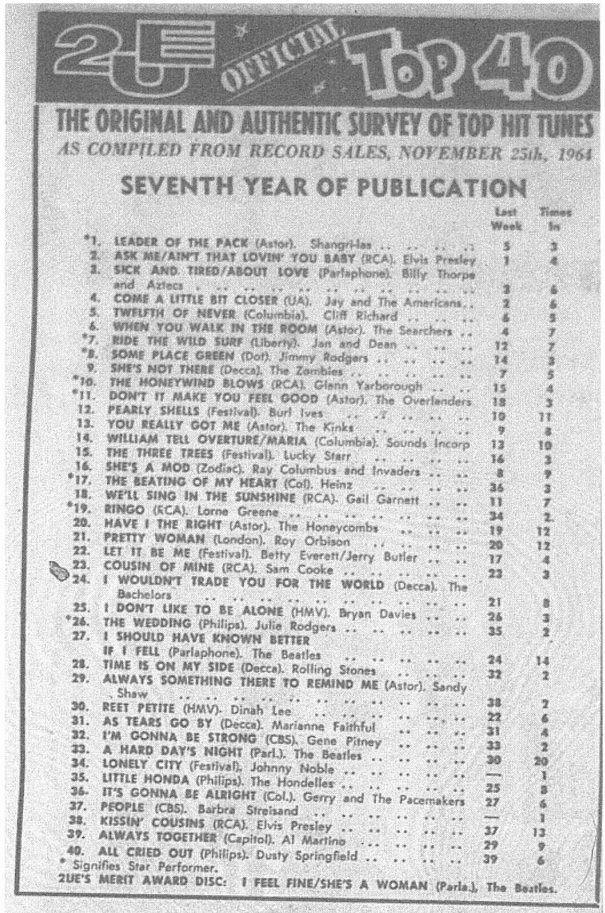 2UE OFFICIAL TOP 40
THE ORIGINAL AND AUTHENTIC SURVEY OF TOP HIT TUNES
AS COMPILED FROM RECORD SALES, NOVEMBER 25th, 1964
SEVENTH YEAR OF PUBLICATION
Last Times
Week In
*1. LEADER OF THE PACK (Astor). Shangri-las .. .. .. .. 5 3
2. ASK ME/AIN'T THAT LOVIN' YOU BABY (RCA). Elvis Presley 1 4
3. SICK AND TIRED/ABOUT LOVE (Parlaphone). Billy Thorpe
and Aztecs . .. .. .. .. .. .. .. .. .. 3 6
4. COME A LITTLE BIT CLOSER (UA). Jay and The Americans.. 2 6
5. TWELFTH OF NEVER (Columbia). Cliff Richard .. .. .. 6 5
6. WHEN YOU WALK IN THE ROOM (Astor). The Searchers .. 4 7
*7. RIDE THE WILD SURF (Liberty). Jan and Dean .. .. .. 12 7
*8. SOME PLACE GREEN (Dot). Jimmy Rodgers .. .. .. .. 14 3
9. SHE'S NOT THERE (Decca). The Zombies .. .. .. .. 7 5
*10. THE HONEYWIND BLOWS (RCA). Glenn Yarborough .. .. 15 4
*11. DON'T IT MAKE YOU FEEL GOOD (Astor). The Overlanders 18 3
12. PEARLY SHELLS (Festival). Burl Ives .. .. .. .. .. 10 11
13. YOU REALLY GOT ME (Astor). The Kinks .. .. .. .. 9 8
14. WILLIAM TELL OVERTURE/MARIA (Columbia). Sounds Incorp 13 10
15. THE THREE TREES (Festival). Lucky Starr .. .. .. .. 16 3
16. SHE'S A MOD (Zodiac). Ray Columbus and Invaders .. .. 8 9
*17. THE BEATING OF MY HEART (Col). Heinz .. .. .. .. 36 3
18. WE'LL SING IN THE SUNSHINE (RCA). Gail Garnett .. .. 11 7
*19. RINGO (RCA). Lorne Greene .. .. .. .. .. .. 34 2
20. HAVE I THE RIGHT (Astor). The Honeycombs .. .. .. 19 12
21. PRETTY WOMAN (London). Roy Orbison .. .. .. .. 20 12
22. LET IT BE ME (Festival). Betty Everett/Jerry Butler .. .. 17 4
23. COUSIN OF MINE (RCA). Sam Cooke .. .. .. .. .. 23 3
24. I WOULDN'T TRADE YOU FOR THE WORLD (Decca). The
Bachelors .. .. .. .. .. .. .. .. .. 21 8
25. I DON'T LIKE TO BE ALONE (HMV). Bryan Davies .. .. .. 26 3
*26. THE WEDDING (Philips). Julie Rodgers .. .. .. .. .. 35 2
27. I SHOULD HAVE KNOWN BETTER
IF I FELL (Parlaphone). The Beatles .. .. .. .. .. 24 14
28. TIME IS ON MY SIDE (Decca). Rolling Stones .. .. .. 32 2
29. ALWAYS SOMETHING THERE TO REMIND ME (Astor). Sandy
Shaw .. .. .. .. .. .. .. .. .. 38 2
30. REET PETITE (HMV). Dinah Lee .. .. .. .. .. 22 6
31. AS TEARS GO BY (Decca). Marianne Faithful .. .. .. 31 4
32. I'M GONNA BE STRONG (CBS). Gene Pitney .. .. .. 33 2
33. A HARD DAY'S NIGHT (Parl.). The Beatles .. .. .. .. 30 20
34. LONELY CITY (Festival). Johnny Noble .. .. .. .. — 1
35. LITTLE HONDA (Philips). The Hondelles .. .. .. .. 25 8
36. IT'S GONNA BE ALRIGHT (Col.). Gerry and The Pacemakers 27 6
37. PEOPLE (CBS). Barbra Streisand .. .. .. .. .. — 1
38. KISSIN' COUSINS (RCA). Elvis Presley .. .. .. .. 37 13
39. ALWAYS TOGETHER (Capitol). Al Martino .. .. .. .. 29 9
40. ALL CRIED OUT (Philips). Dusty Springfield .. .. .. .. 39 6
* Signifies Star Performer.
2UE'S MERIT AWARD DISC: I FEEL FINE/SHE'S A WOMAN (Parla.), The Beatles.